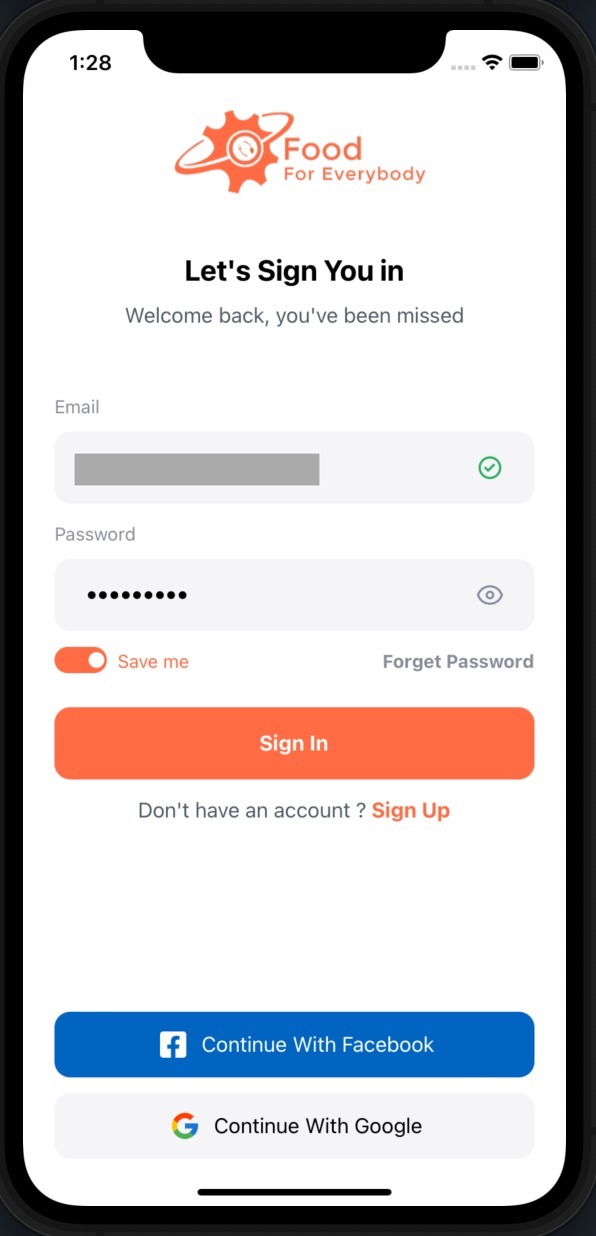 1:28
Food
For Everybody
Let's Sign You in
Welcome back, you've been missed
Email
Password
•••••••••
Save me
Forget Password
Sign In
Don't have an account ? Sign Up
Continue With Facebook
Continue With Google